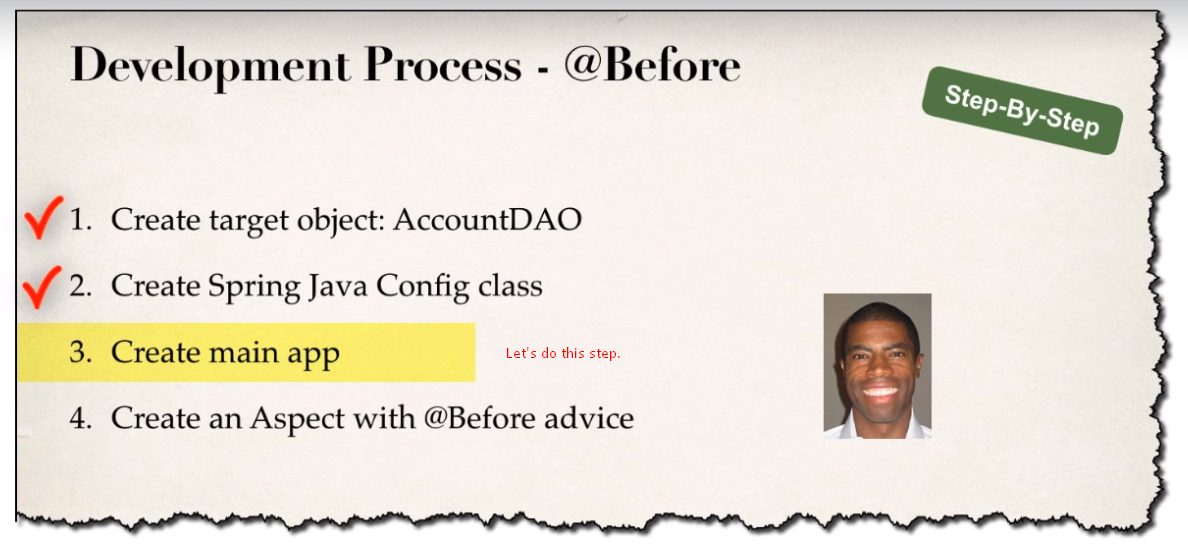 Development Process - @Before
Step-By-Step
1. Create target object: AccountDAO
2. Create Spring Java Config class
3. Create main app
Let's do this step.
4. Create an Aspect with @Before advice